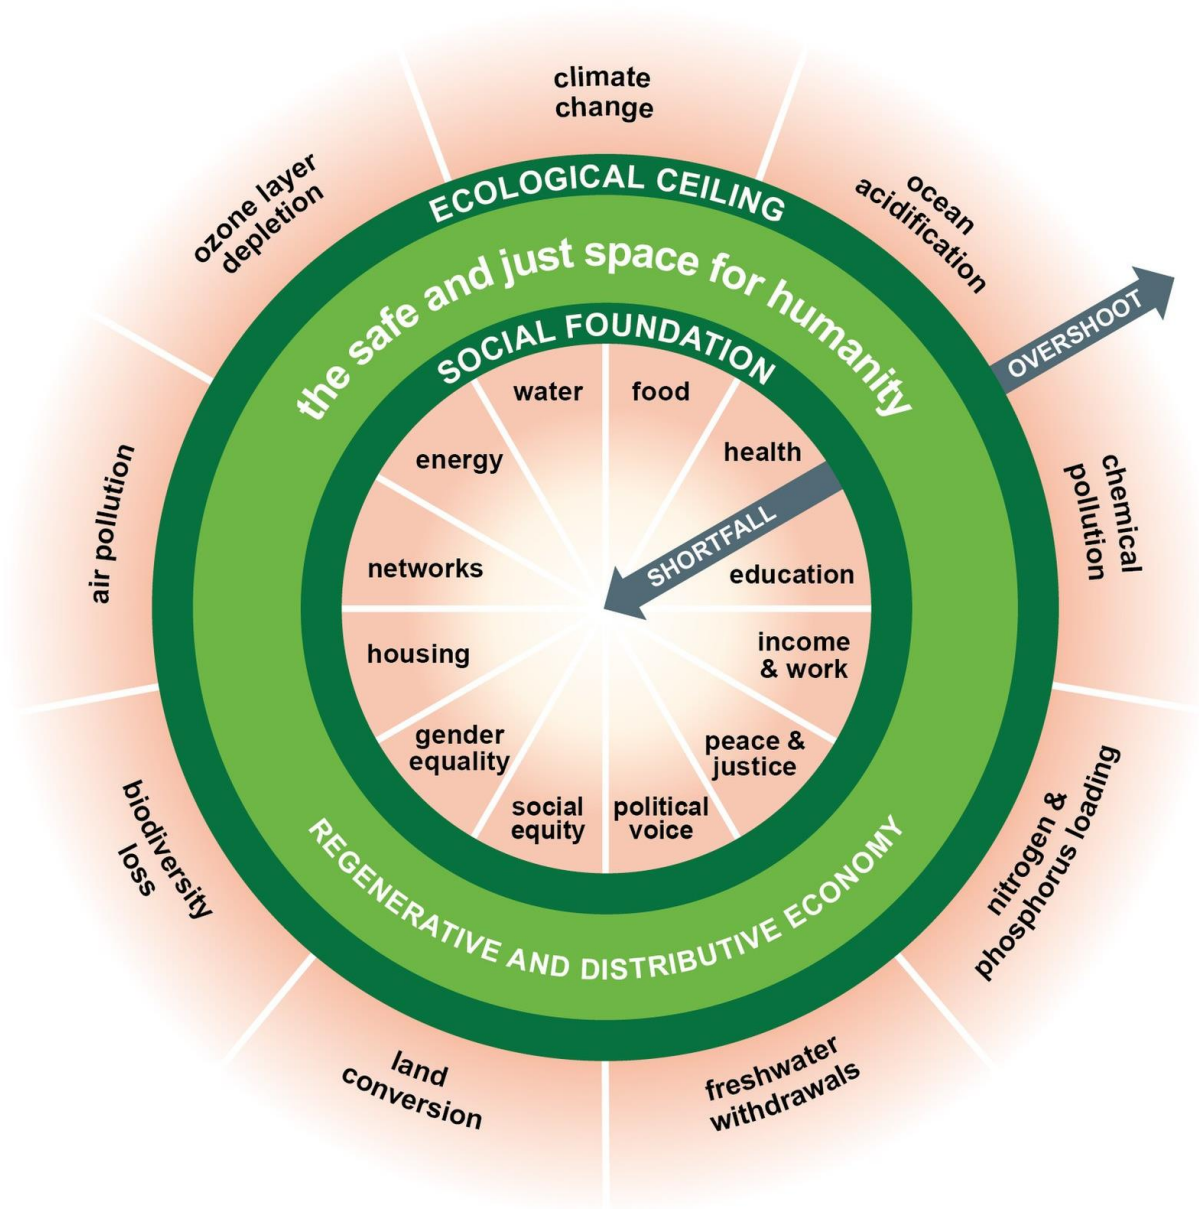 climate
change
ocean
acidification
chemical
pollution
nitrogen &
phosphorus loading
freshwater
withdrawals
land
conversion
biodiversity
loss
air pollution
ozone layer
depletion
ECOLOGICAL CEILING
the safe and just space for humanity
SOCIAL FOUNDATION
OVERSHOOT
water
food
health
SHORTFALL
education
income
& work
peace &
justice
political
voice
social
equity
gender
equality
housing
networks
energy
REGENERATIVE AND DISTRIBUTIVE ECONOMY